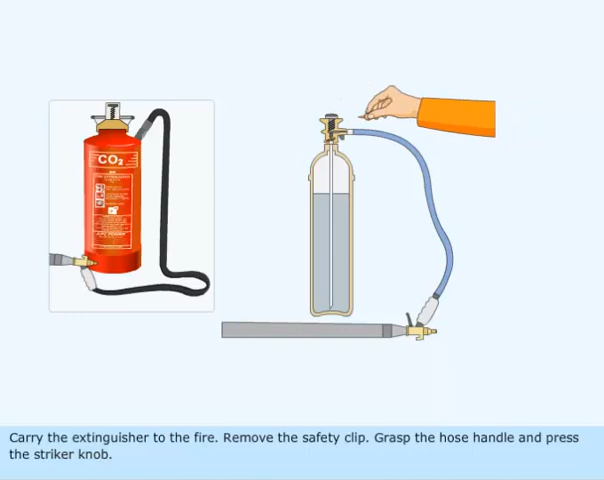 CO2
Carry the extinguisher to the fire. Remove the safety clip. Grasp the hose handle and press
the striker knob.